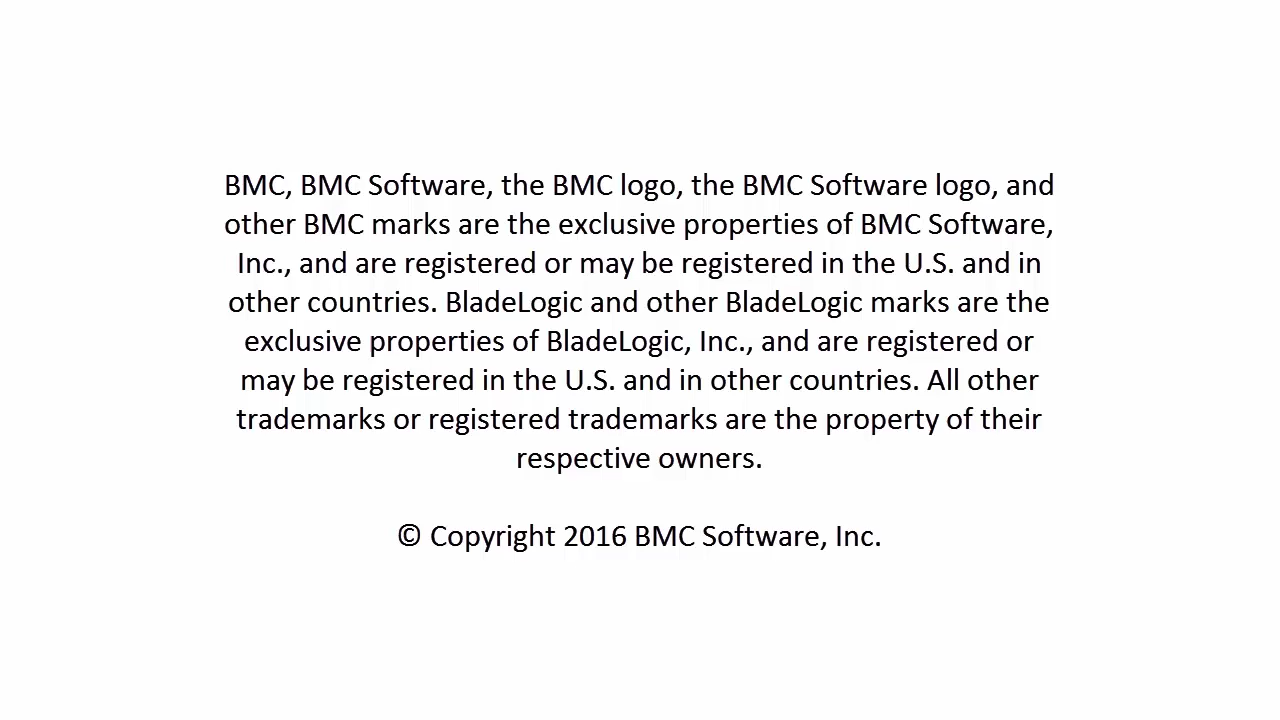 BMC, BMC Software, the BMC logo, the BMC Software logo, and
other BMC marks are the exclusive properties of BMC Software,
Inc., and are registered or may be registered in the U.S. and in
other countries. BladeLogic and other BladeLogic marks are the
exclusive properties of BladeLogic, Inc., and are registered or
may be registered in the U.S. and in other countries. All other
trademarks or registered trademarks are the property of their
respective owners.
© Copyright 2016 BMC Software, Inc.